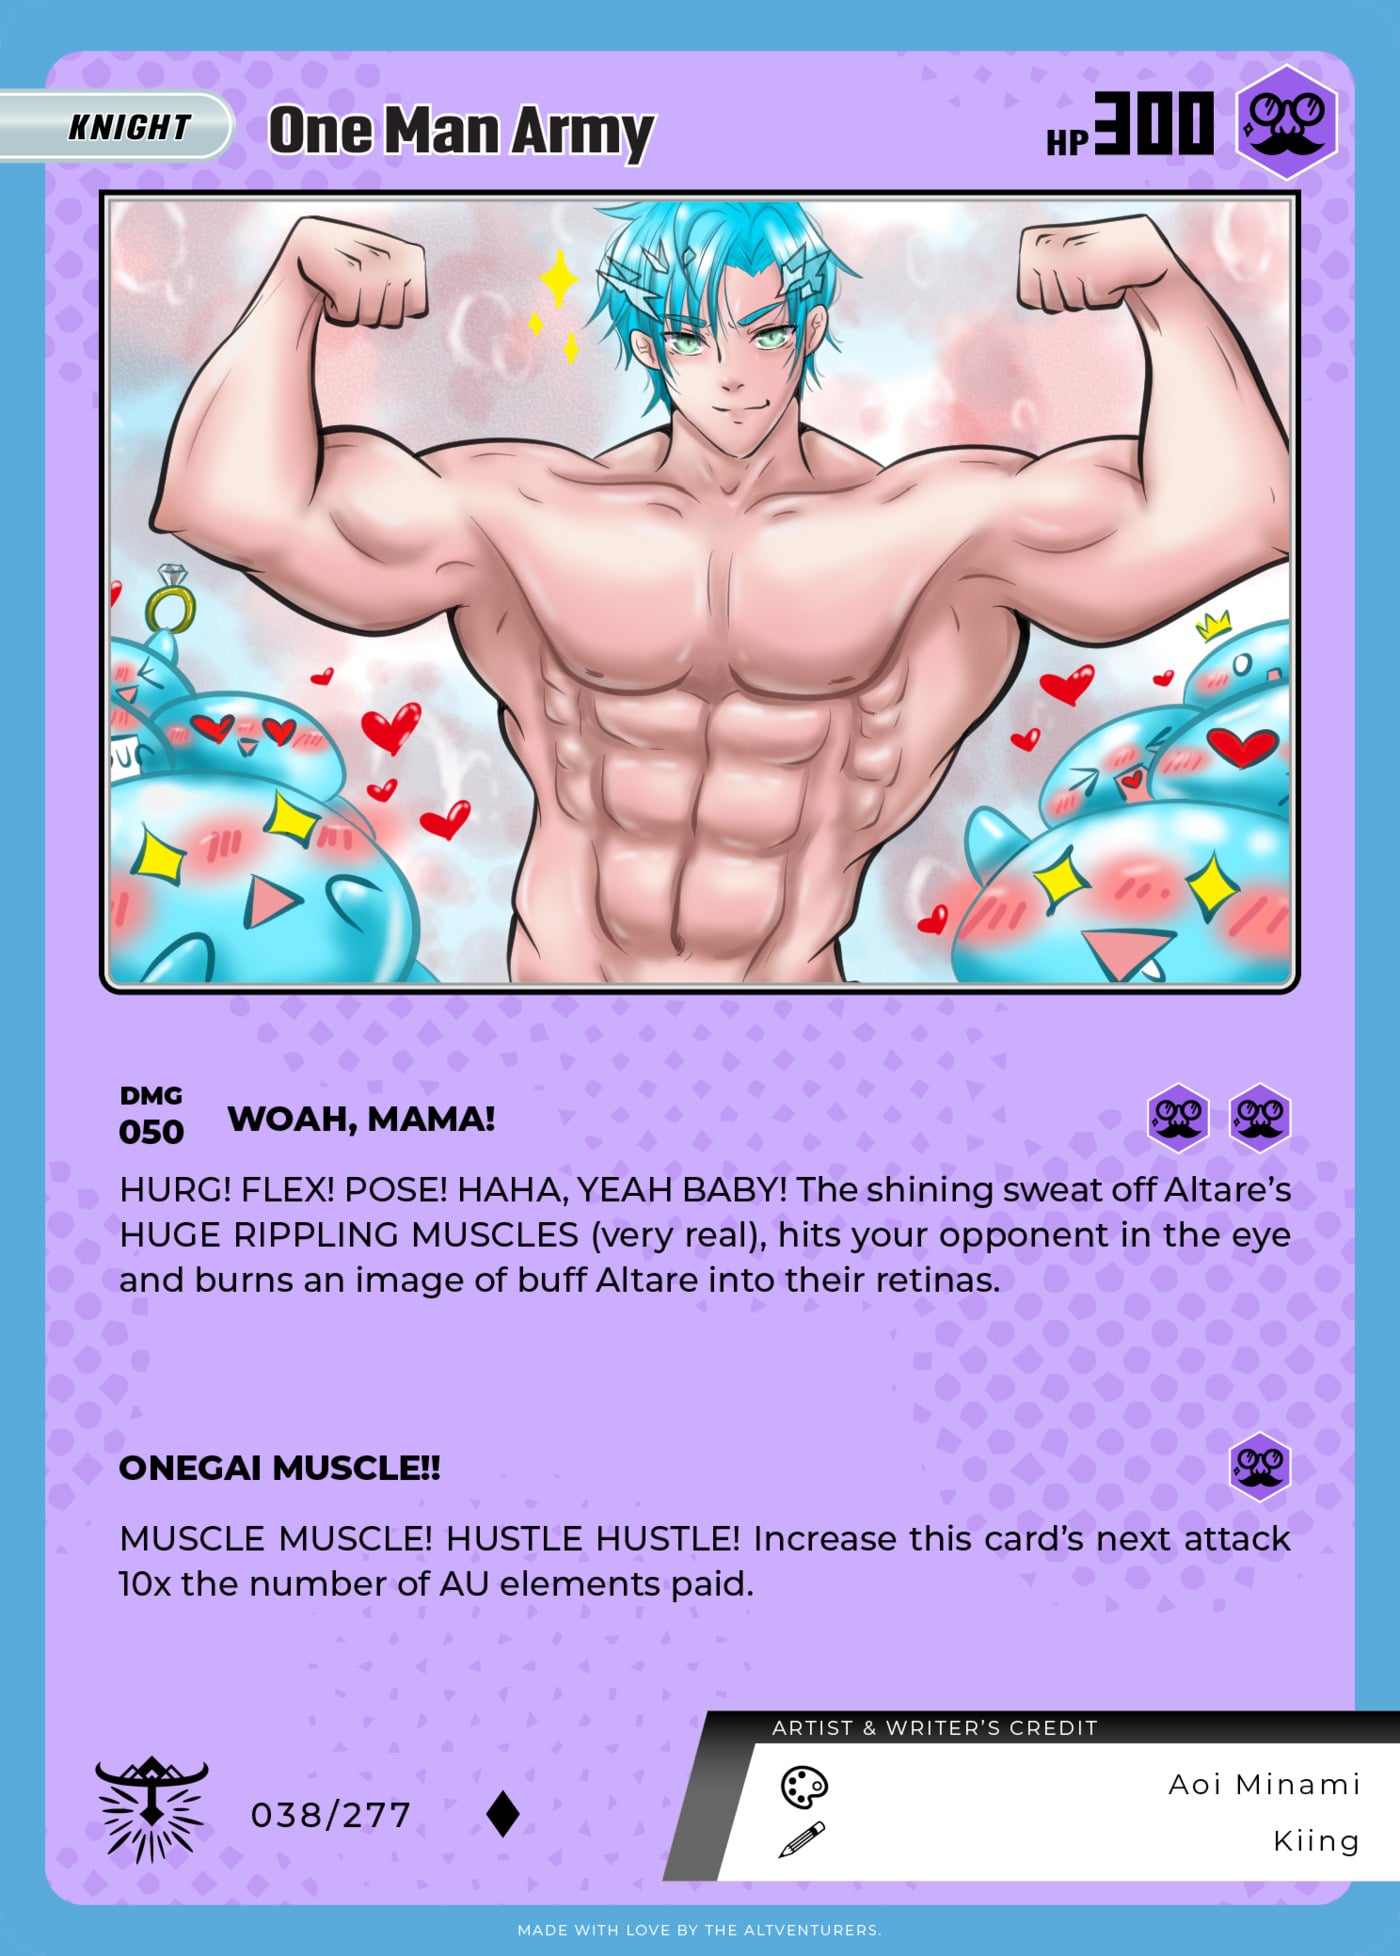 KNIGHT
One Man Army
HP 300
DMG
050
WOAH, MAMA!
HURG! FLEX! POSE! HAHA, YEAH BABY! The shining sweat off Altare's
HUGE RIPPLING MUSCLES (very real), hits your opponent in the eye
and burns an image of buff Altare into their retinas.
ONEGAI MUSCLE!!
MUSCLE MUSCLE! HUSTLE HUSTLE! Increase this card's next attack
10x the number of AU elements paid.
ARTIST & WRITER'S CREDIT
Aoi Minami
038/277
Kiing
MADE WITH LOVE BY THE ALTVENTURERS.